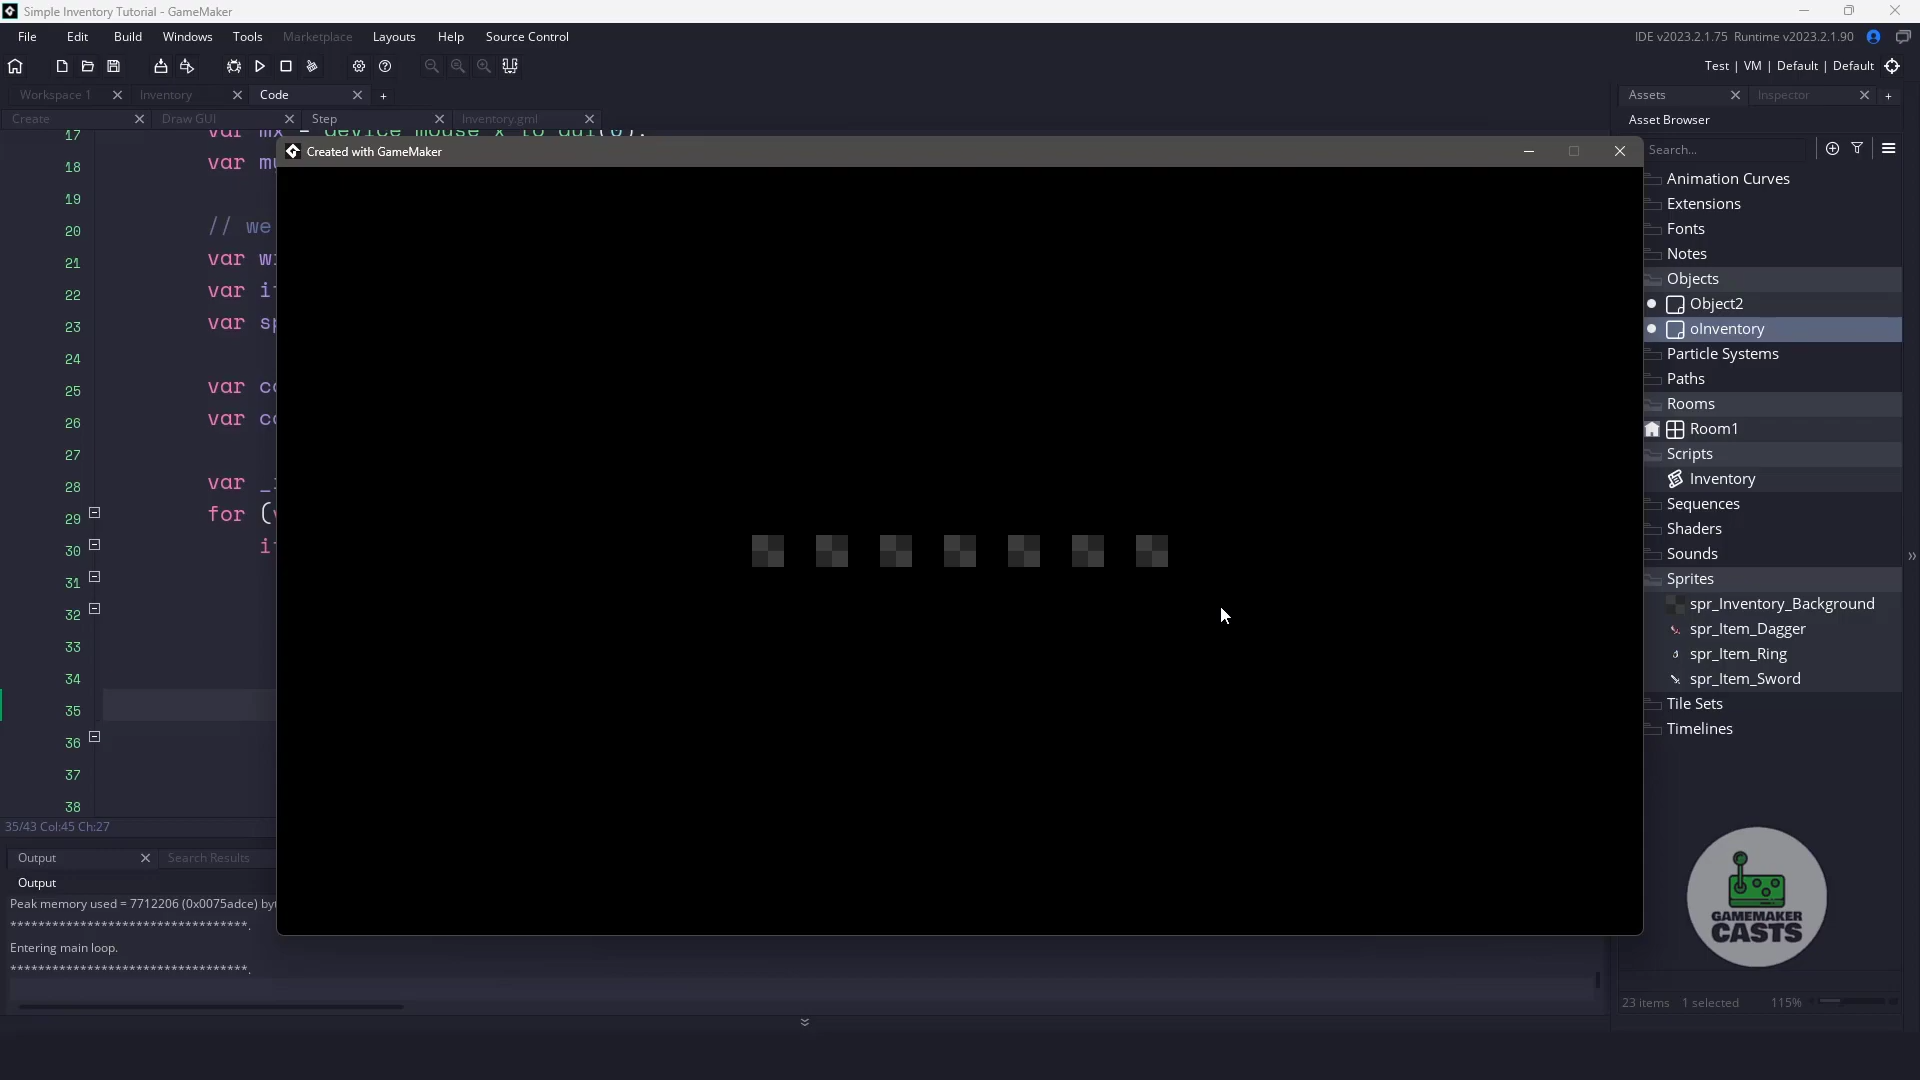 Simple Inventory Tutorial - GameMaker
File Edit Build Windows Tools Marketplace Layouts Help Source Control
IDE v2023.2.1.75 Runtime v2023.2.1.90
Test | VM | Default | Default
Workspace 1 Inventory Code
Create Draw GUI Step Inventory.gml
17 var mx = device_mouse_x_to_gui(0);
18 var
19
20 // we
21 var
22 var
23 var
24
25 var
26 var
27
28 var
29 for (
30
31
32
33
34
35
36
37
38
35/43 Col:45 Ch:27
Created with GameMaker
Output Search Results
Output
Peak memory used = 7712206 (0x0075adce)
*********************************.
Entering main loop.
*********************************.
Assets Inspector
Asset Browser
Search...
Animation Curves
Extensions
Fonts
Notes
Objects
Object2
oInventory
Particle Systems
Paths
Rooms
Room1
Scripts
Inventory
Sequences
Shaders
Sounds
Sprites
spr_Inventory_Background
spr_Item_Dagger
spr_Item_Ring
spr_Item_Sword
Tile Sets
Timelines
GAMEMAKER
CASTS
23 items 1 selected 115%